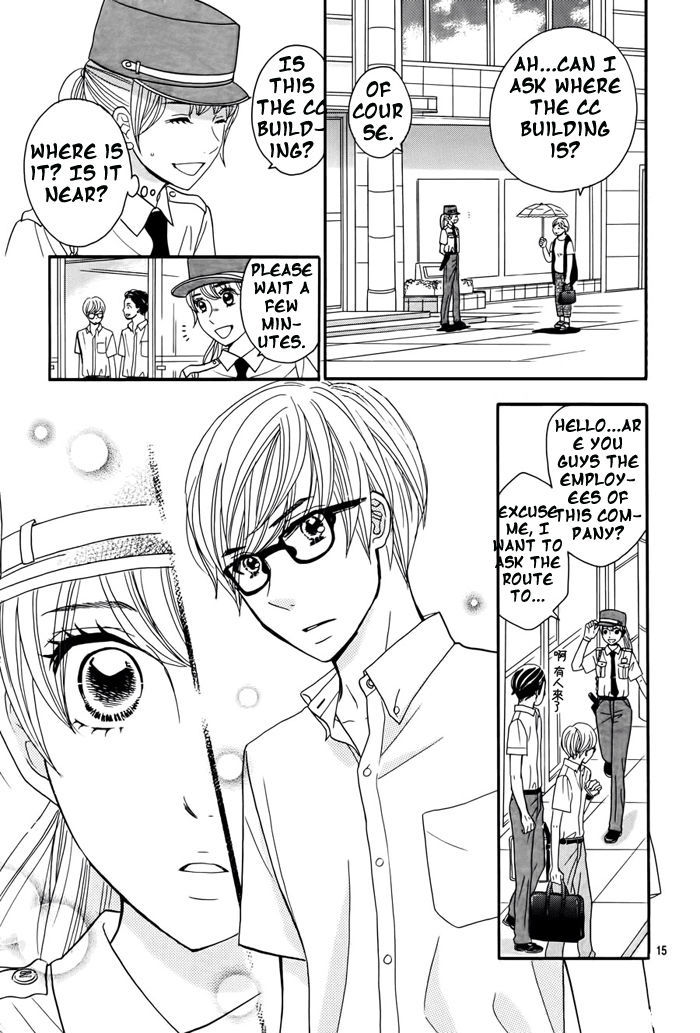 AH...CAN I
ASK WHERE
THE CC
BUILDING
IS?
OF
COUR
SE.
IS
THIS
THE CC
BUILD-
ING?
WHERE IS
IT? IS IT
NEAR?
PLEASE
WAIT A
FEW
MIN-
UTES.
HELLO...AR
E YOU
GUYS THE
EMPLOY-
EES OF
THIS COM-
PANY?
EXCUSE
ME, I
WANT TO
ASK THE
ROUTE
TO...
啊有人來了
15